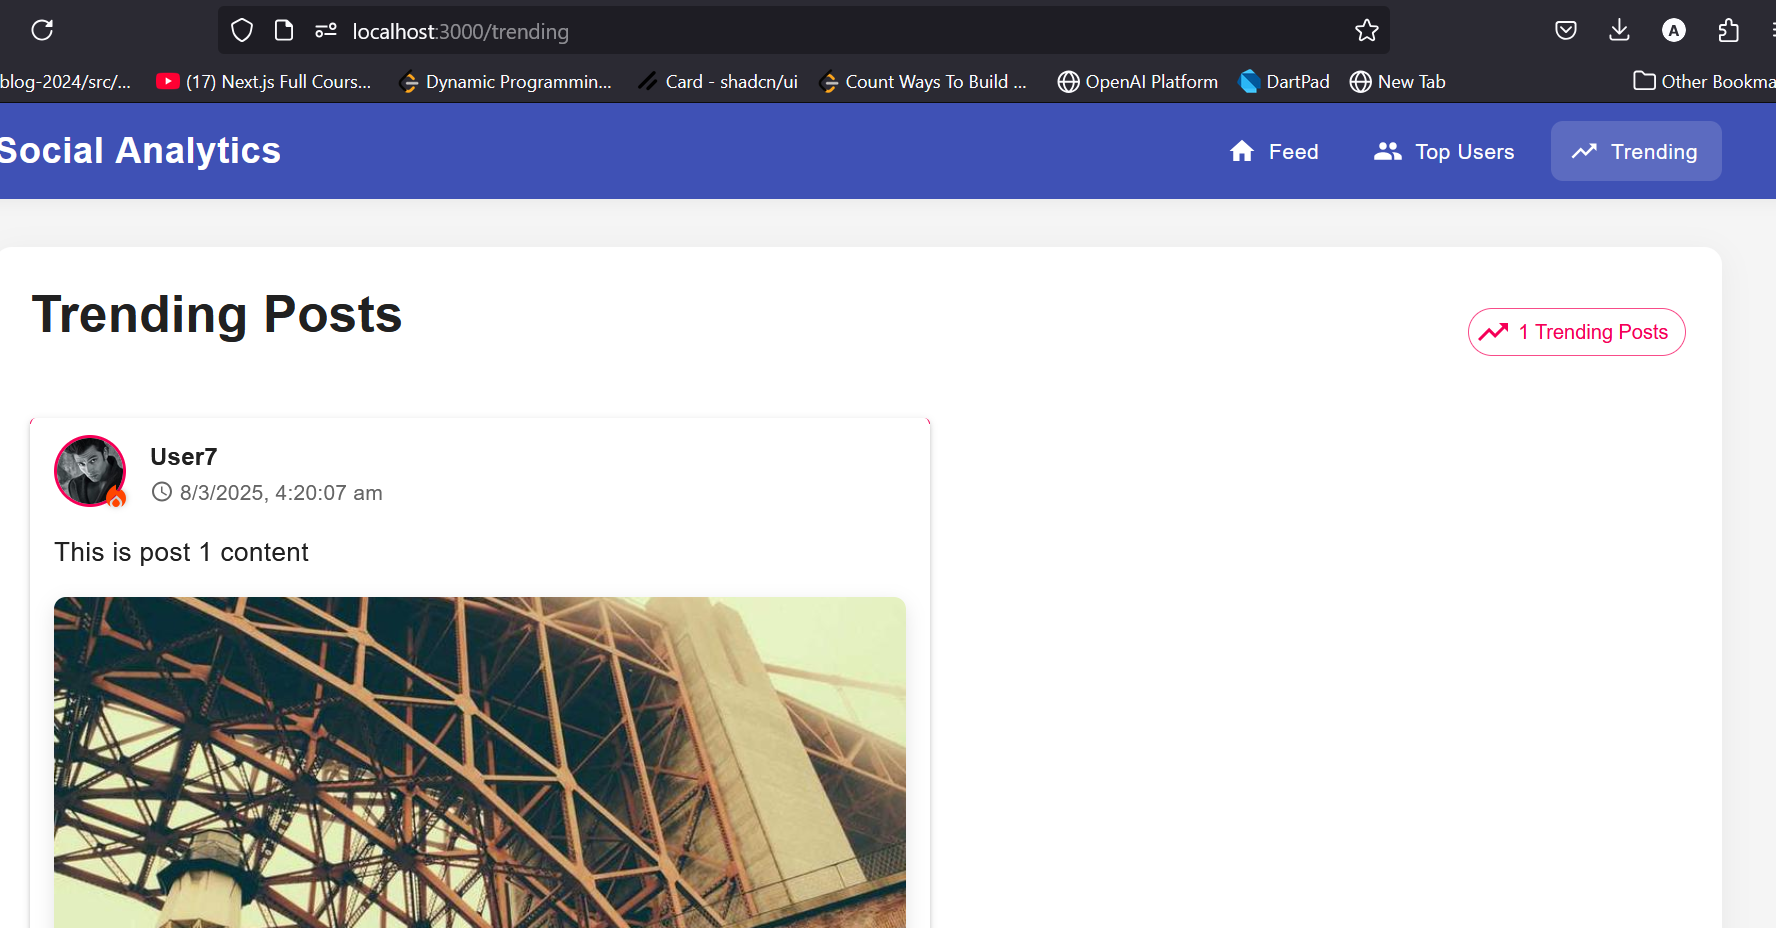 localhost:3000/trending
blog-2024/src/...
(17) Next.js Full Cours...
Dynamic Programmin...
Card - shadcn/ui
Count Ways To Build ...
OpenAI Platform
DartPad
New Tab
Other Bookma
Social Analytics
Feed
Top Users
Trending
Trending Posts
1 Trending Posts
User7
8/3/2025, 4:20:07 am
This is post 1 content